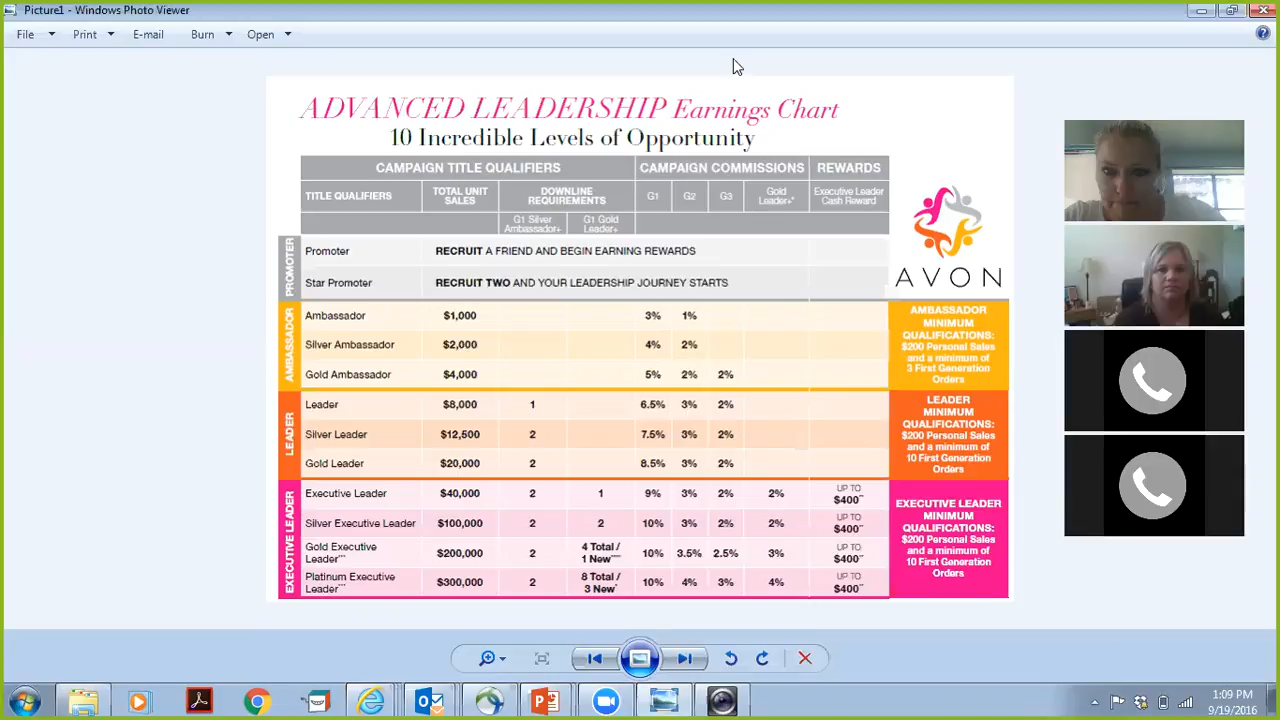 Picture1 - Windows Photo Viewer
File Print E-mail Burn Open
ADVANCED LEADERSHIP Earnings Chart
10 Incredible Levels of Opportunity
CAMPAIGN TITLE QUALIFIERS CAMPAIGN COMMISSIONS REWARDS
TITLE QUALIFIERS TOTAL UNIT SALES DOWNLINE REQUIREMENTS G1 G2 G3 Gold Leader+* Executive Leader Cash Reward
G1 Silver Ambassador+ G1 Gold Leader+
PROMOTER
Promoter RECRUIT A FRIEND AND BEGIN EARNING REWARDS
Star Promoter RECRUIT TWO AND YOUR LEADERSHIP JOURNEY STARTS
AVON
AMBASSADOR
Ambassador $1,000 3% 1%
Silver Ambassador $2,000 4% 2%
Gold Ambassador $4,000 5% 2% 2%
AMBASSADOR
MINIMUM
QUALIFICATIONS:
$200 Personal Sales
and a minimum of
3 First Generation
Orders
LEADER
Leader $8,000 1 6.5% 3% 2%
Silver Leader $12,500 2 7.5% 3% 2%
Gold Leader $20,000 2 8.5% 3% 2%
LEADER
MINIMUM
QUALIFICATIONS:
$200 Personal Sales
and a minimum of
10 First Generation
Orders
EXECUTIVE LEADER
Executive Leader $40,000 2 1 9% 3% 2% 2% UP TO $400**
Silver Executive Leader $100,000 2 2 10% 3% 2% 2% UP TO $400**
Gold Executive Leader*** $200,000 2 4 Total / 1 New**** 10% 3.5% 2.5% 3% UP TO $400**
Platinum Executive Leader*** $300,000 2 8 Total / 3 New* 10% 4% 3% 4% UP TO $400**
EXECUTIVE LEADER
MINIMUM
QUALIFICATIONS:
$200 Personal Sales
and a minimum of
10 First Generation
Orders
1:09 PM
9/19/2016